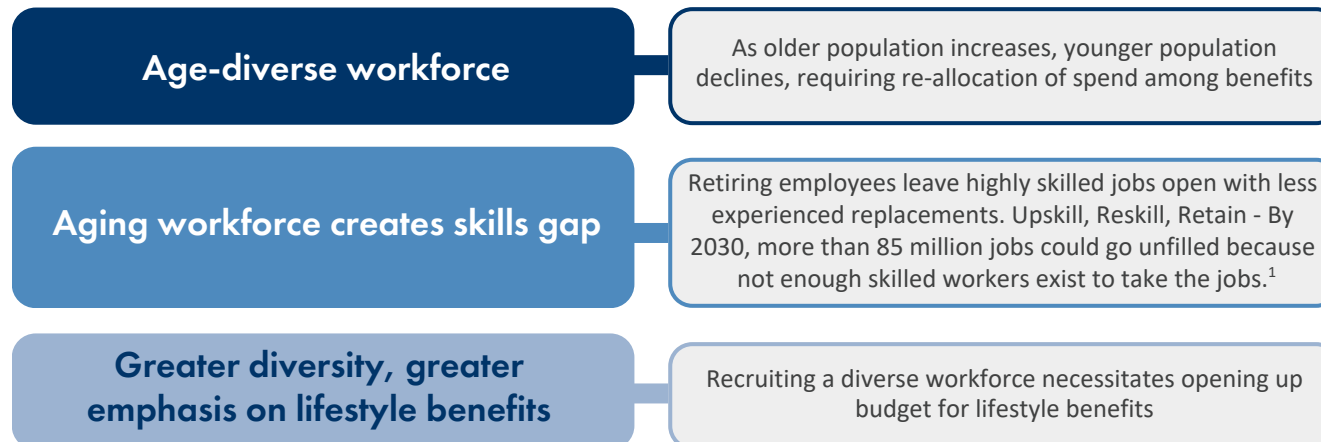 Age-diverse workforce
As older population increases, younger population
declines, requiring re-allocation of spend among benefits
Aging workforce creates skills gap
Retiring employees leave highly skilled jobs open with less
experienced replacements. Upskill, Reskill, Retain - By
2030, more than 85 million jobs could go unfilled because
not enough skilled workers exist to take the jobs.1
Greater diversity, greater
emphasis on lifestyle benefits
Recruiting a diverse workforce necessitates opening up
budget for lifestyle benefits